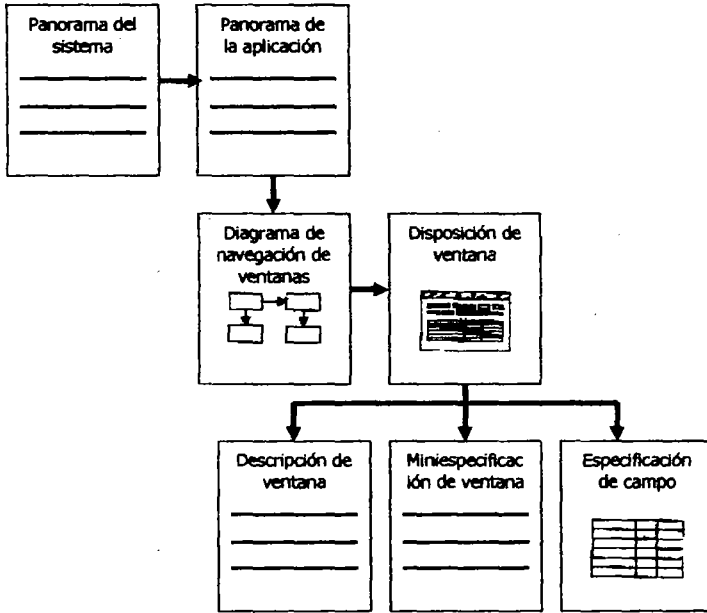 Panorama del
sistema
Panorama de
la aplicación
Diagrama de
navegación de
ventanas
Disposición de
ventana
Descripción de
ventana
Miniespecificac
ión de ventana
Especificación
de campo